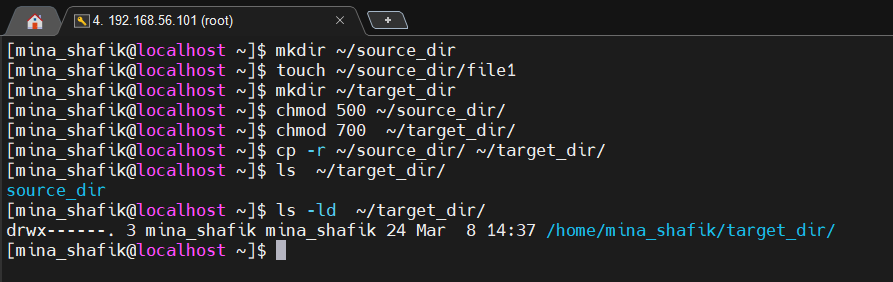 4. 192.168.56.101 (root)
[mina_shafik@localhost ~]$ mkdir ~/source_dir
[mina_shafik@localhost ~]$ touch ~/source_dir/file1
[mina_shafik@localhost ~]$ mkdir ~/target_dir
[mina_shafik@localhost ~]$ chmod 500 ~/source_dir/
[mina_shafik@localhost ~]$ chmod 700  ~/target_dir/
[mina_shafik@localhost ~]$ cp -r ~/source_dir/ ~/target_dir/
[mina_shafik@localhost ~]$ ls  ~/target_dir/
source_dir
[mina_shafik@localhost ~]$ ls -ld  ~/target_dir/
drwx------. 3 mina_shafik mina_shafik 24 Mar  8 14:37 /home/mina_shafik/target_dir/
[mina_shafik@localhost ~]$